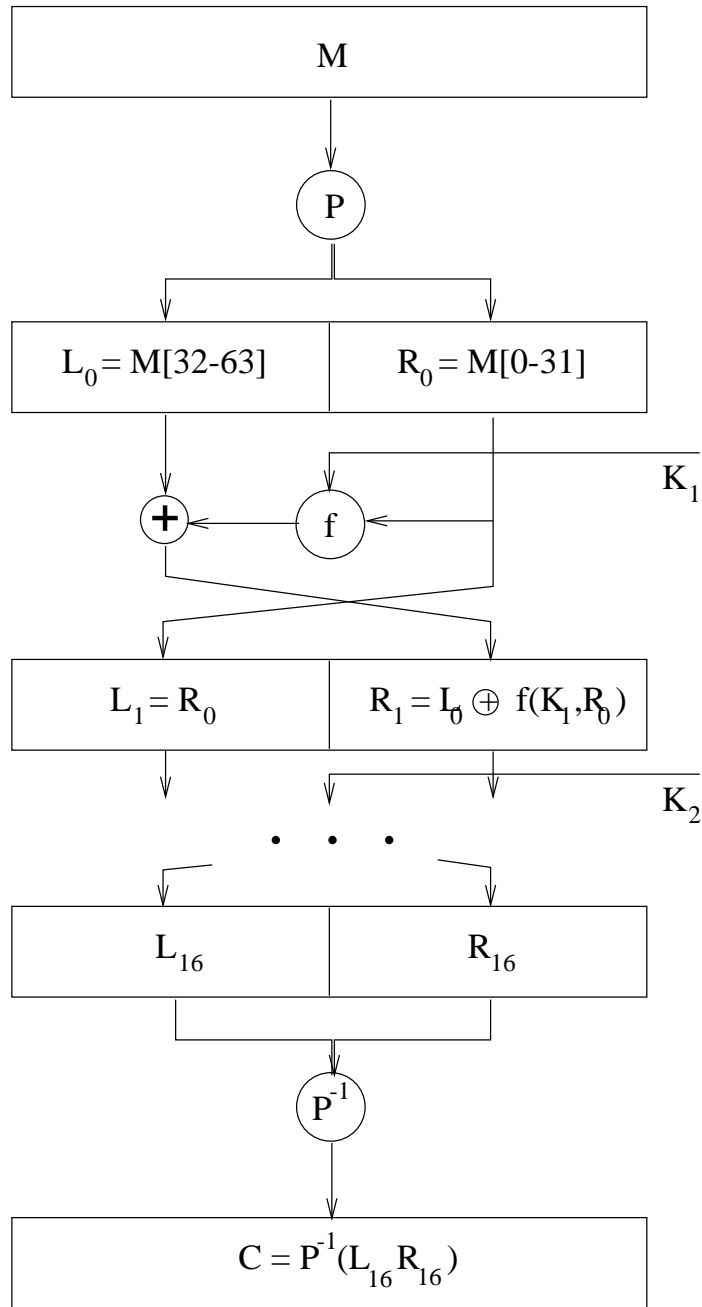 M
P
L₀ = M[32-63] R₀ = M[0-31]
K₁
+ f
L₁ = R₀ R₁ = L₀ ⊕ f(K₁,R₀)
K₂
. . .
L₁₆ R₁₆
P⁻¹
C = P⁻¹(L₁₆R₁₆)